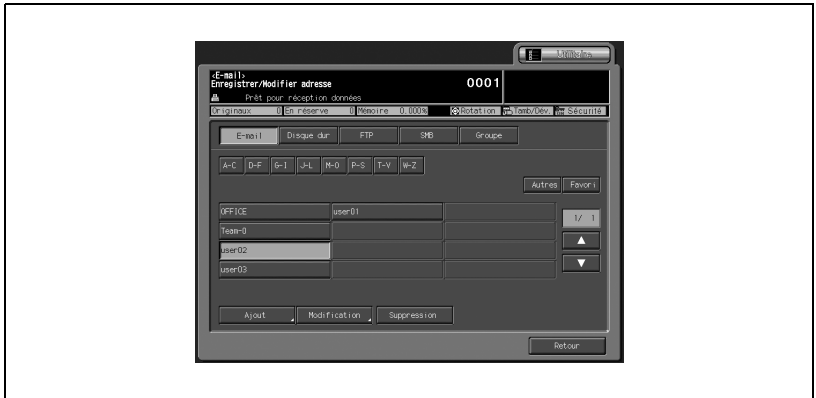 Utilitaire
<E-mail>
Enregistrer/Modifier adresse 0001
Prêt pour réception données
Originaux 0 En réserve 0 Mémoire 0.000% Rotation Tamb/Dév. Sécurité
E-mail Disque dur FTP SMB Groupe
A-C D-F G-I J-L M-O P-S T-V W-Z
Autres Favori
OFFICE user01 1/ 1
Team-0
user02
user03
Ajout Modification Suppression
Retour